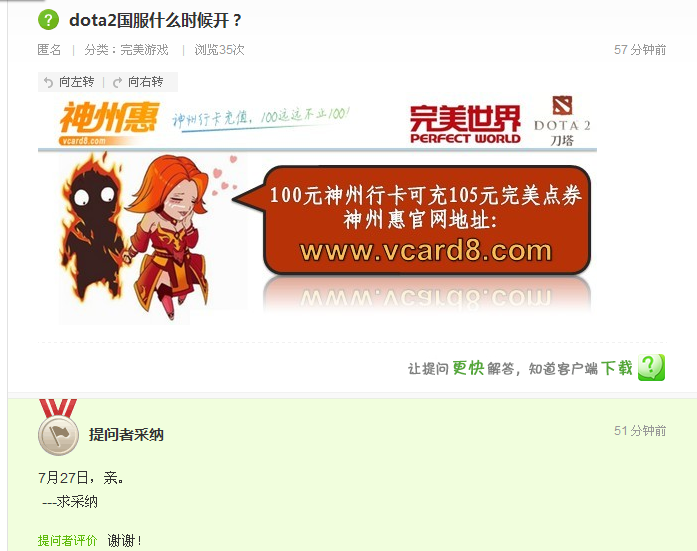 dota2国服什么时候开？
匿名 | 分类：完美游戏 | 浏览35次 57分钟前
向左转 | 向右转
神州惠 vcard8.com
神州行卡充值，100远远不止100！
完美世界 PERFECT WORLD
DOTA 2
刀塔
100元神州行卡可充105元完美点券
神州惠官网地址:
www.vcard8.com
让提问更快解答，知道客户端下载
提问者采纳 51分钟前
7月27日，亲。
---求采纳
提问者评价 谢谢！